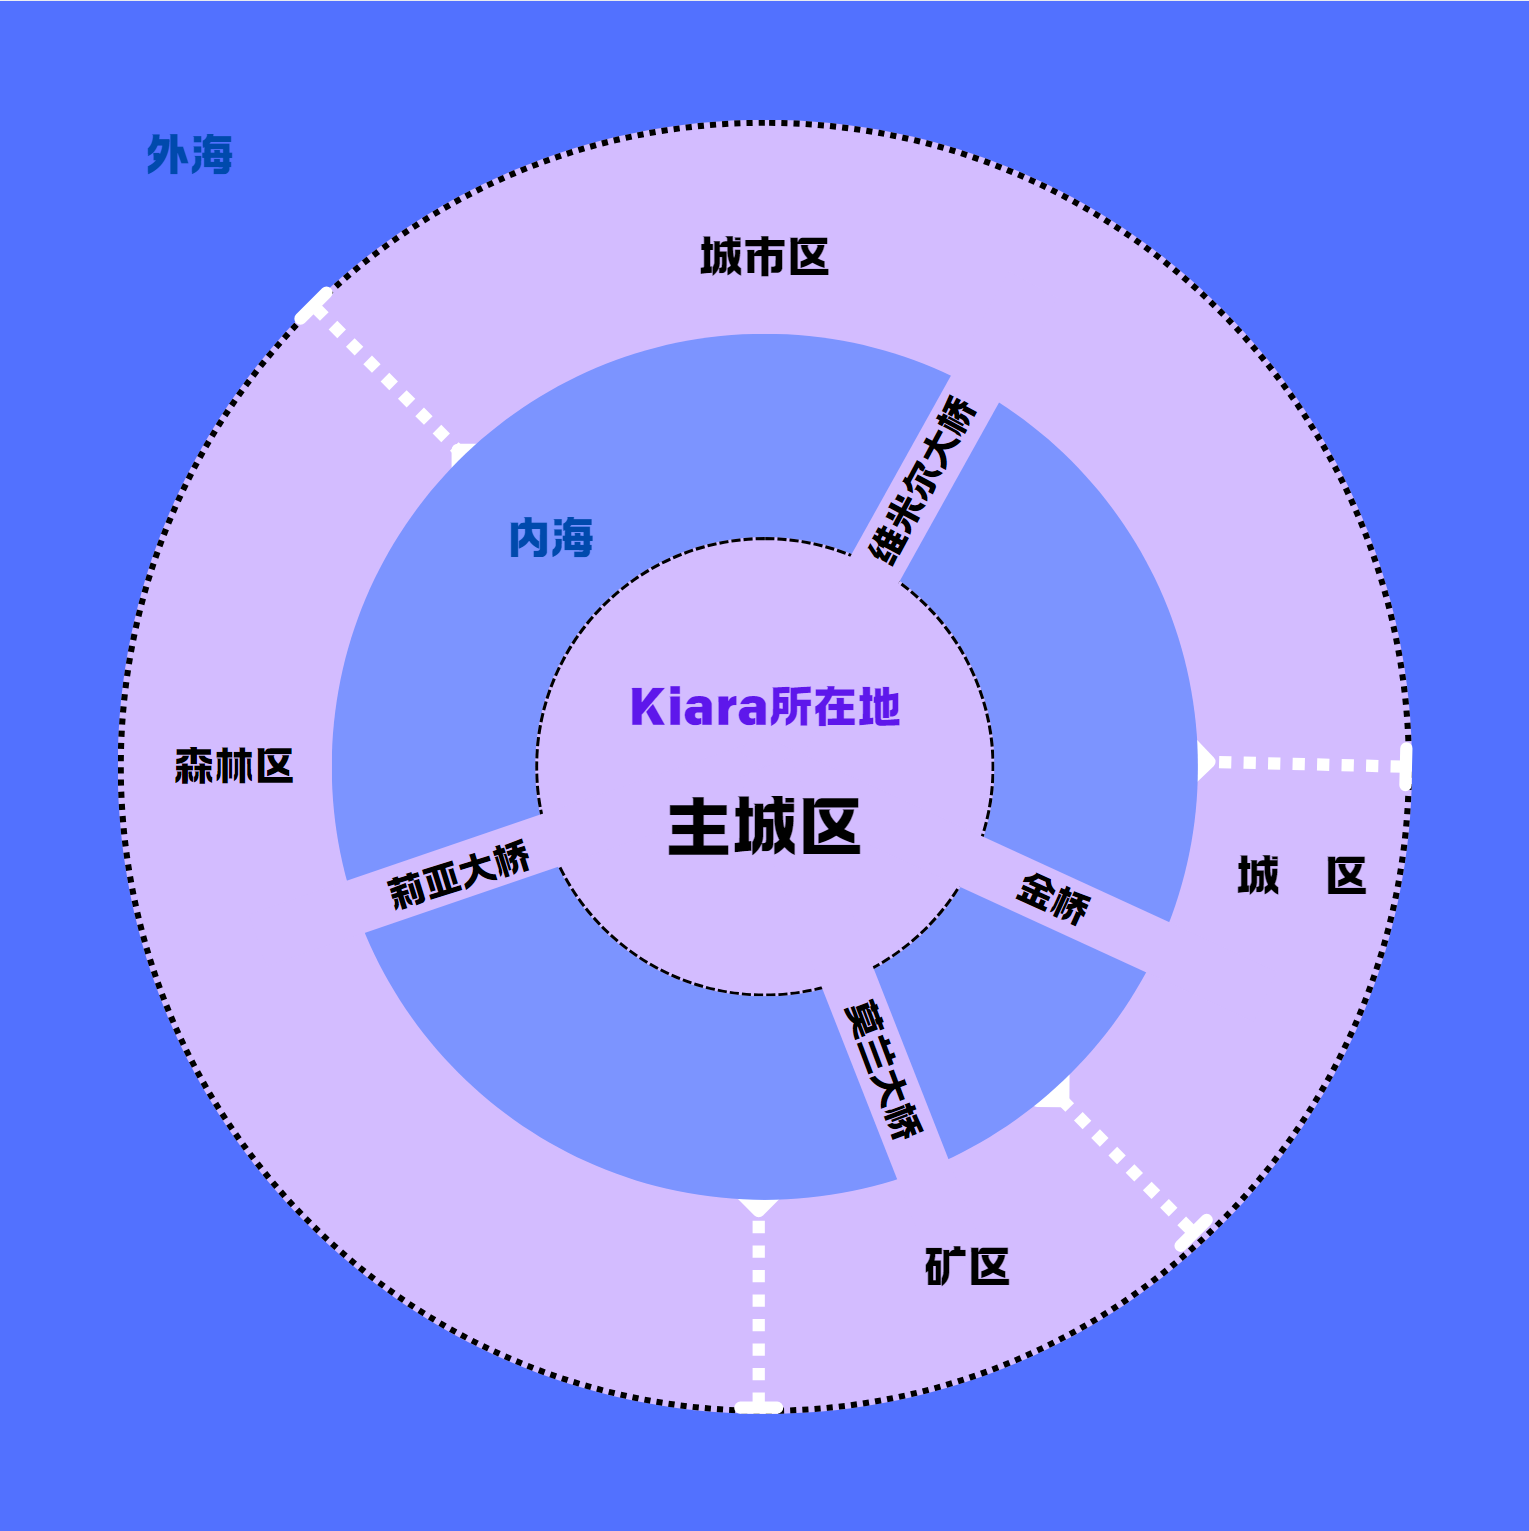 外海
城市区
维米尔大桥
内海
Kiara所在地
森林区
主城区
莉亚大桥
金桥
城　区
莫兰大桥
矿区